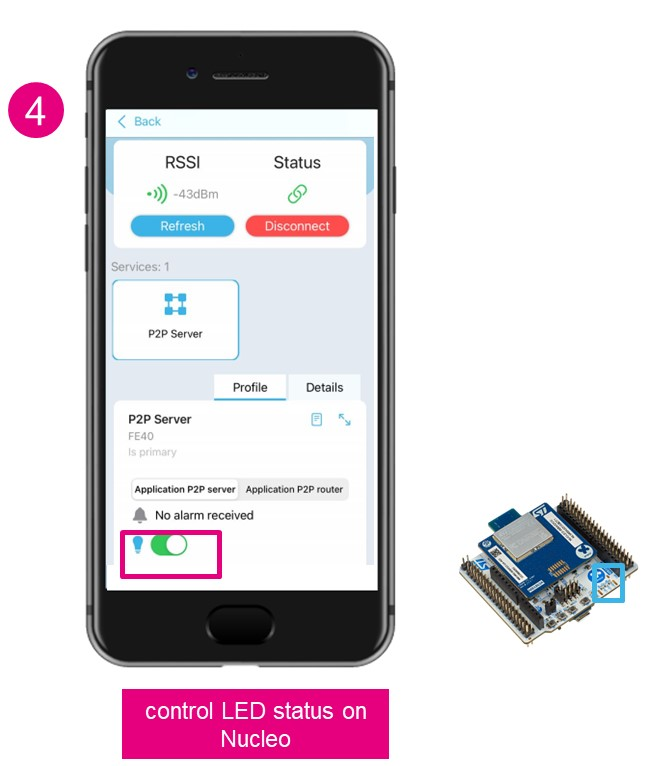 4
Back
RSSI
Status
-43dBm
Refresh
Disconnect
Services: 1
P2P Server
Profile
Details
P2P Server
FE40
Is primary
Application P2P server
Application P2P router
No alarm received
control LED status on
Nucleo